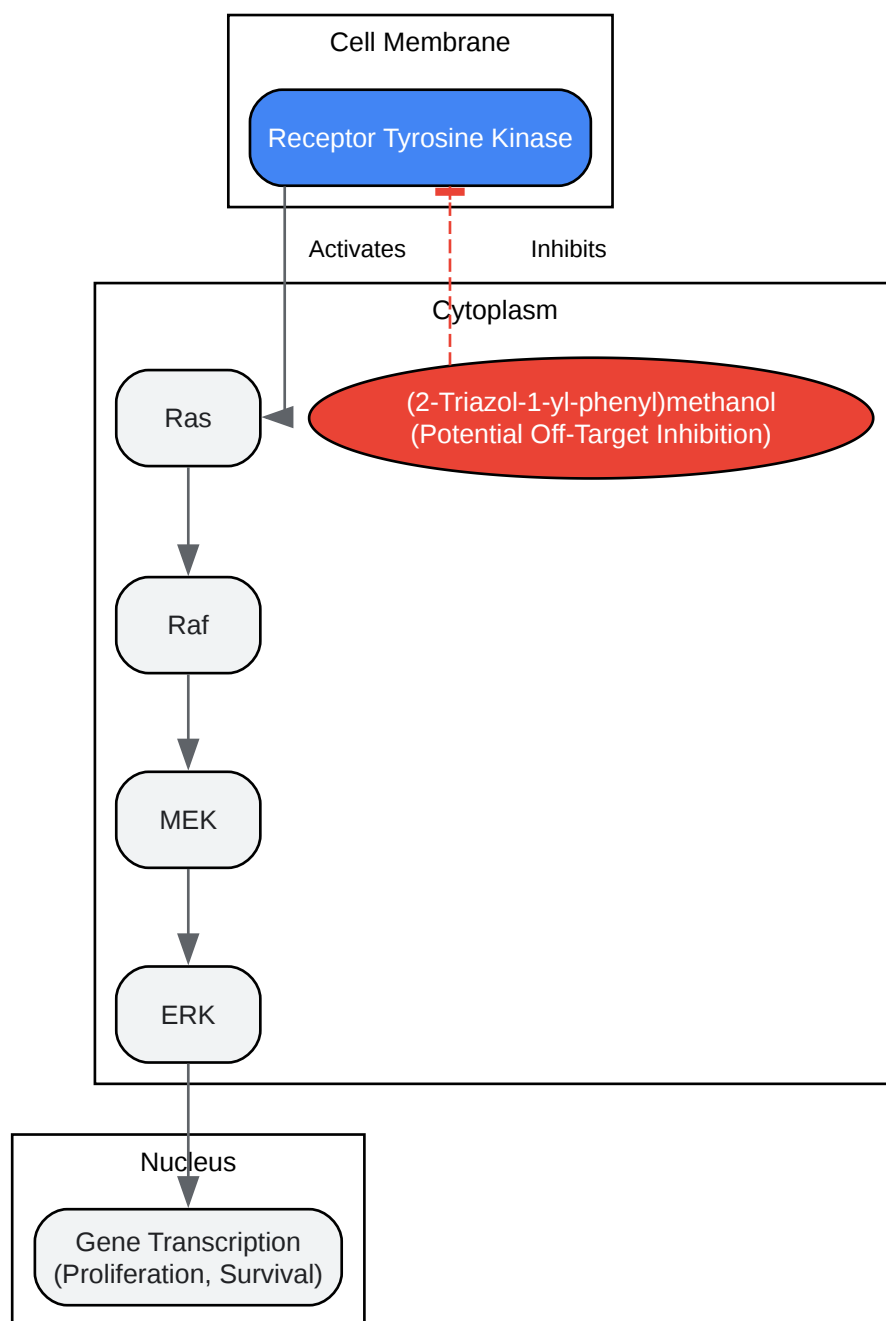 Cell Membrane
Receptor Tyrosine Kinase
Activates
Inhibits
Cytoplasm
Ras
(2-Triazol-1-yl-phenyl)methanol
(Potential Off-Target Inhibition)
Raf
MEK
ERK
Nucleus
Gene Transcription
(Proliferation, Survival)